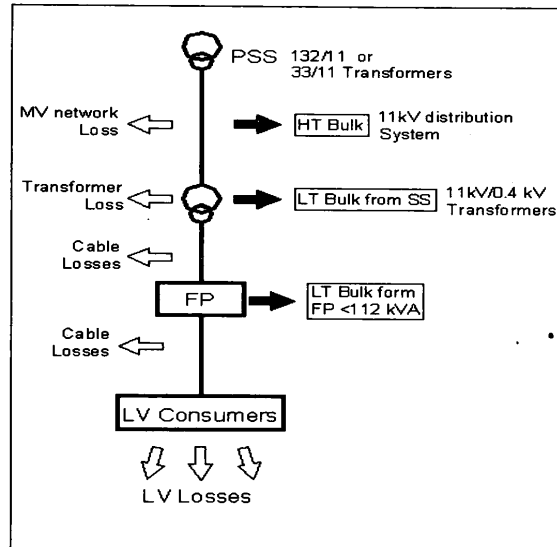 PSS 132/11 or
33/11 Transformers
MV network
Loss
HT Bulk
11kV distribution
System
Transformer
Loss
LT Bulk from SS
11kV/0.4 kV
Transformers
Cable
Losses
FP
LT Bulk form
FP <112 kVA
Cable
Losses
LV Consumers
LV Losses